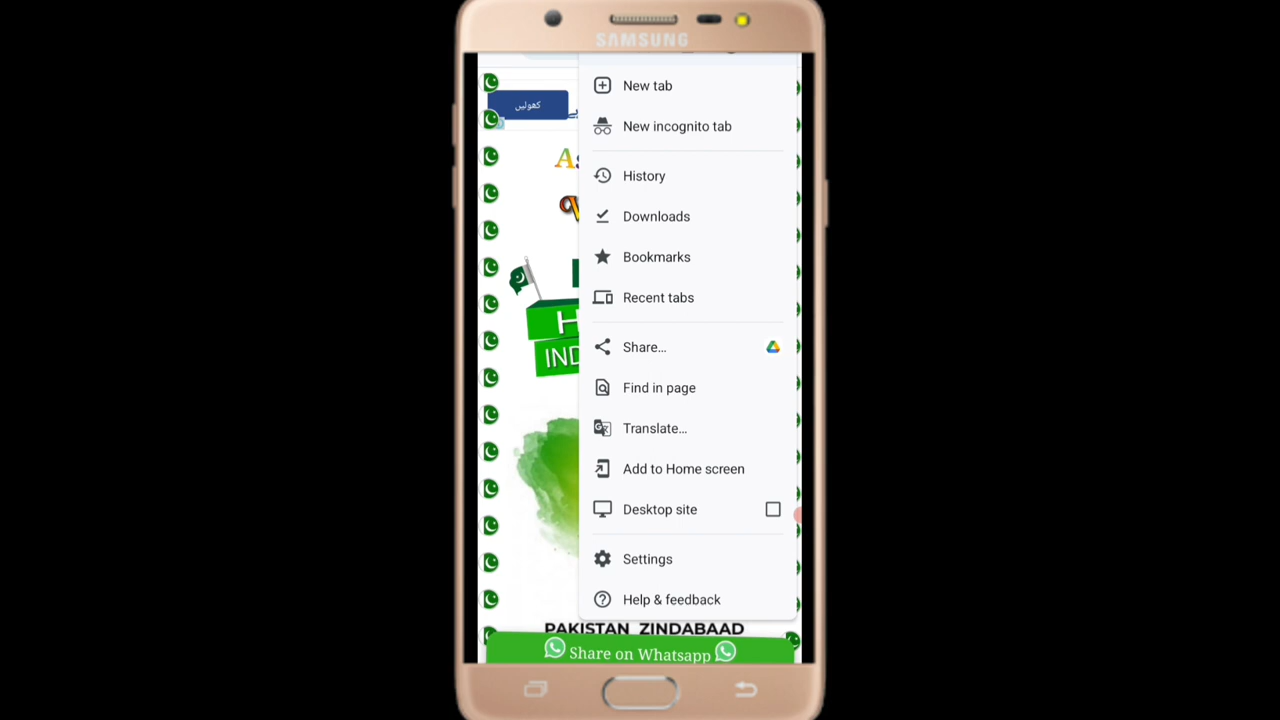 SAMSUNG
کھولیں
New tab
New incognito tab
History
Downloads
Bookmarks
Recent tabs
Share...
Find in page
Translate...
Add to Home screen
Desktop site
Settings
Help & feedback
PAKISTAN ZINDABAAD
Share on Whatsapp